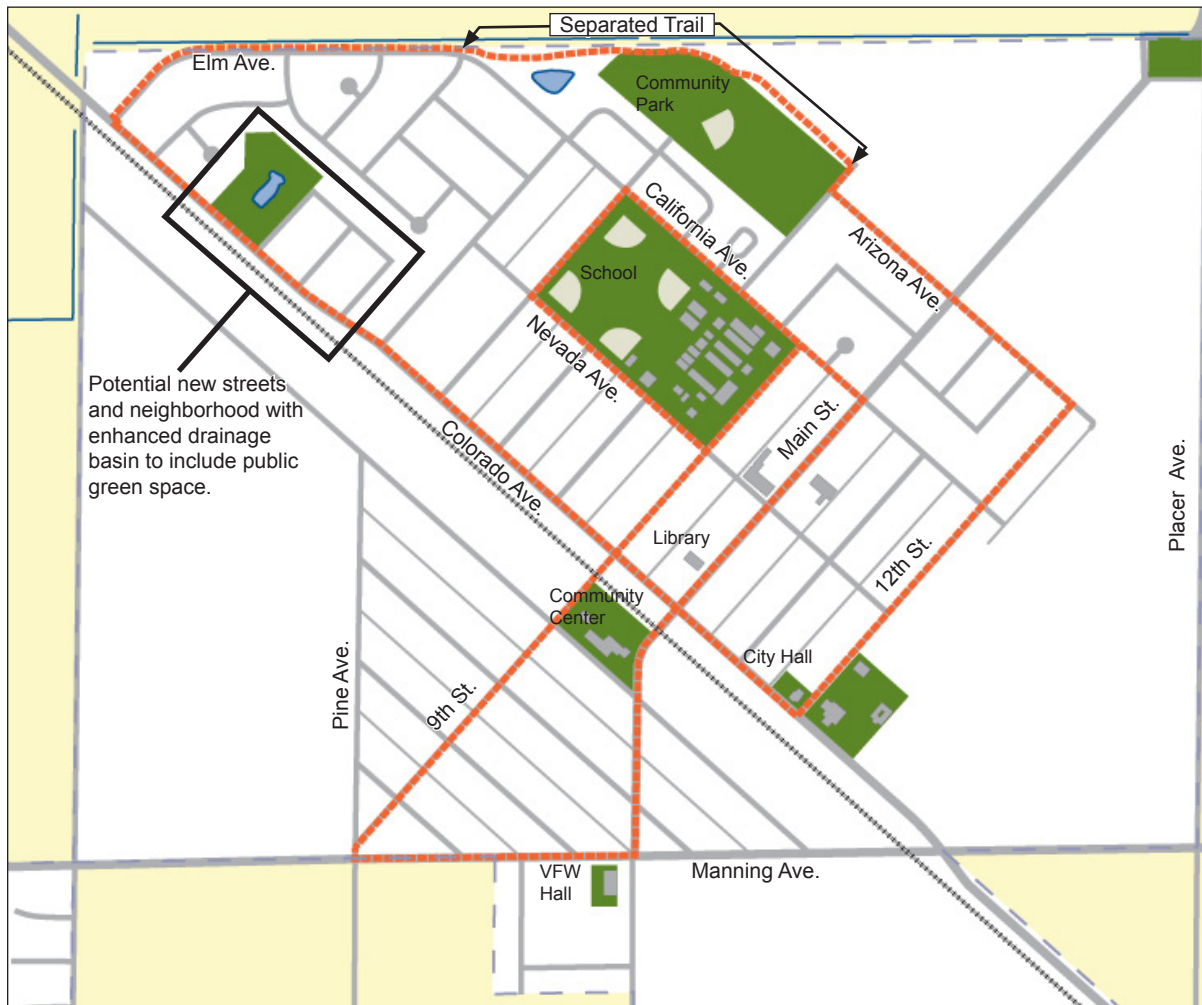 Separated Trail
Elm Ave.
Community
Park
California Ave.
Arizona Ave.
School
Nevada Ave.
Potential new streets
and neighborhood with
enhanced drainage
basin to include public
green space.
Colorado Ave.
Main St.
Placer Ave.
Library
12th St.
Community
Center
City Hall
Pine Ave.
9th St.
VFW
Hall
Manning Ave.